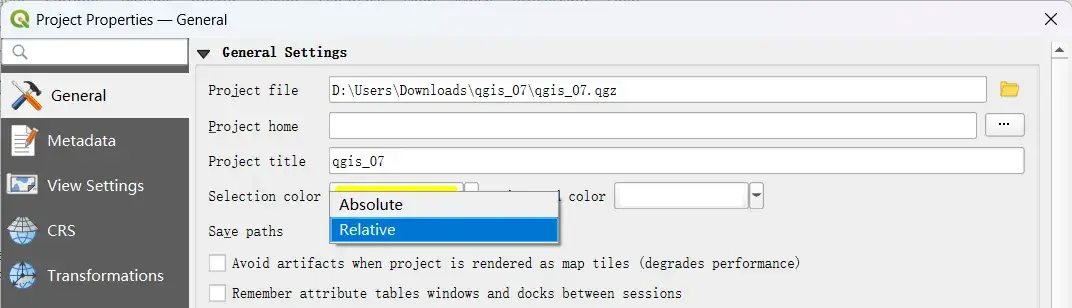 Project Properties — General
General Settings
General
Project file D:\Users\Downloads\qgis_07\qgis_07.qgz
Metadata
Project home ...
Project title qgis_07
View Settings
Selection color color
Absolute
CRS
Save paths Relative
Avoid artifacts when project is rendered as map tiles (degrades performance)
Transformations
Remember attribute tables windows and docks between sessions